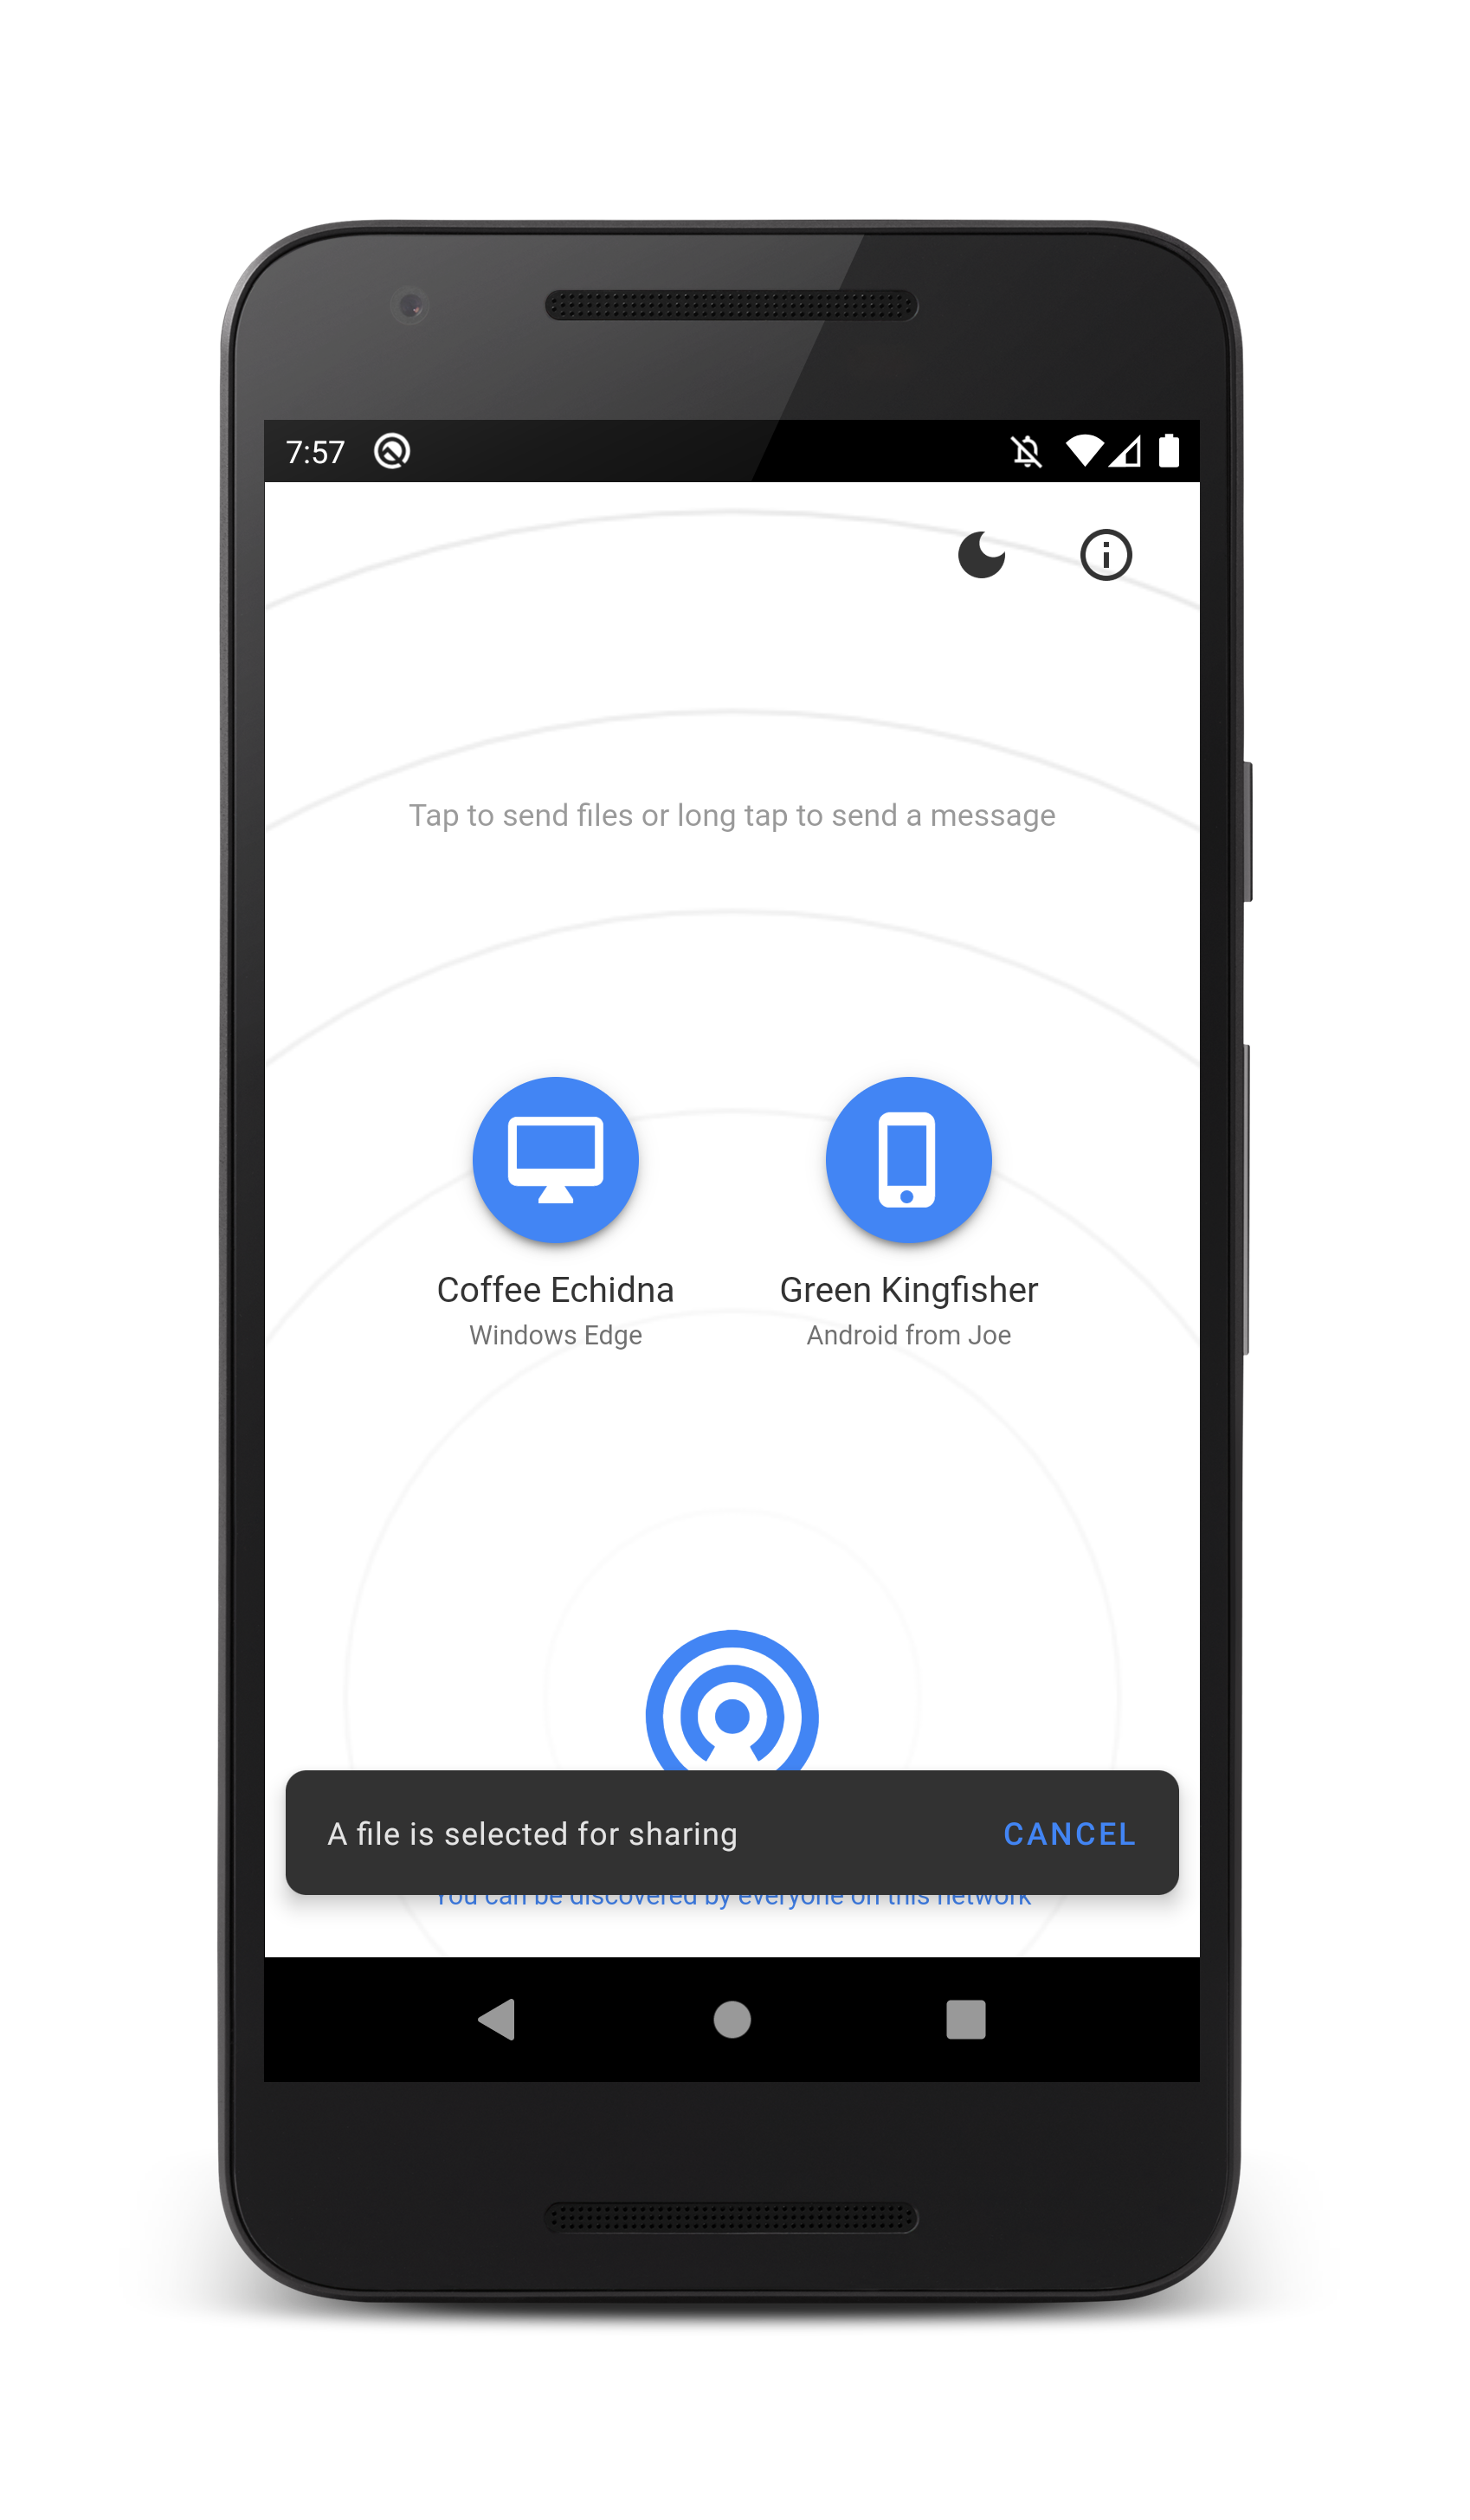 7:57
Tap to send files or long tap to send a message
Coffee Echidna
Green Kingfisher
Windows Edge
Android from Joe
A file is selected for sharing
CANCEL
You can be discovered by everyone on this network